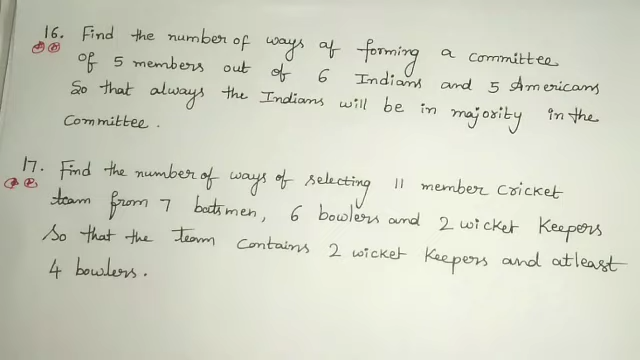 16. Find the number of ways of forming a committee
of 5 members out of 6 Indians and 5 Americans
So that always the Indians will be in majority in the
Committee.
17. Find the number of ways of selecting 11 member Cricket
team from 7 batsmen, 6 bowlers and 2 wicket keepers
So that the team contains 2 wicket keepers and atleast
4 bowlers.